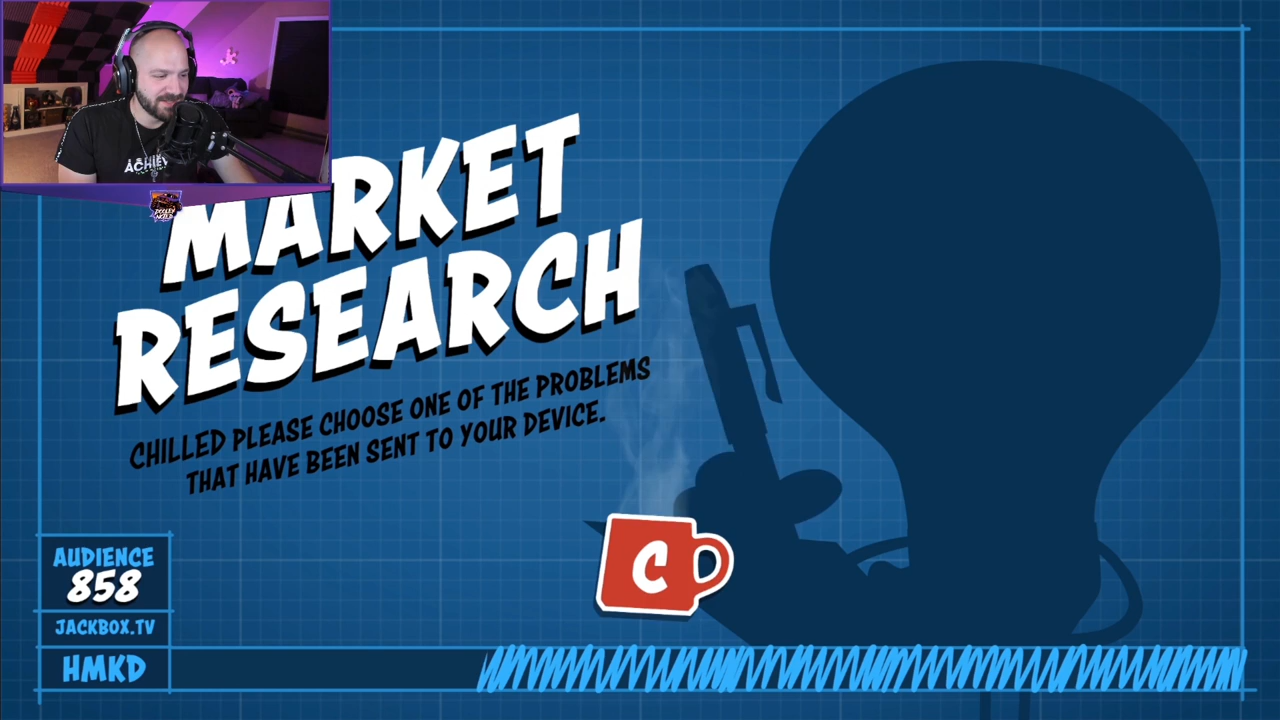 ACHIEV
MARKET
RESEARCH
CHILLED PLEASE CHOOSE ONE OF THE PROBLEMS
THAT HAVE BEEN SENT TO YOUR DEVICE.
C
AUDIENCE
858
JACKBOX.TV
HMKD